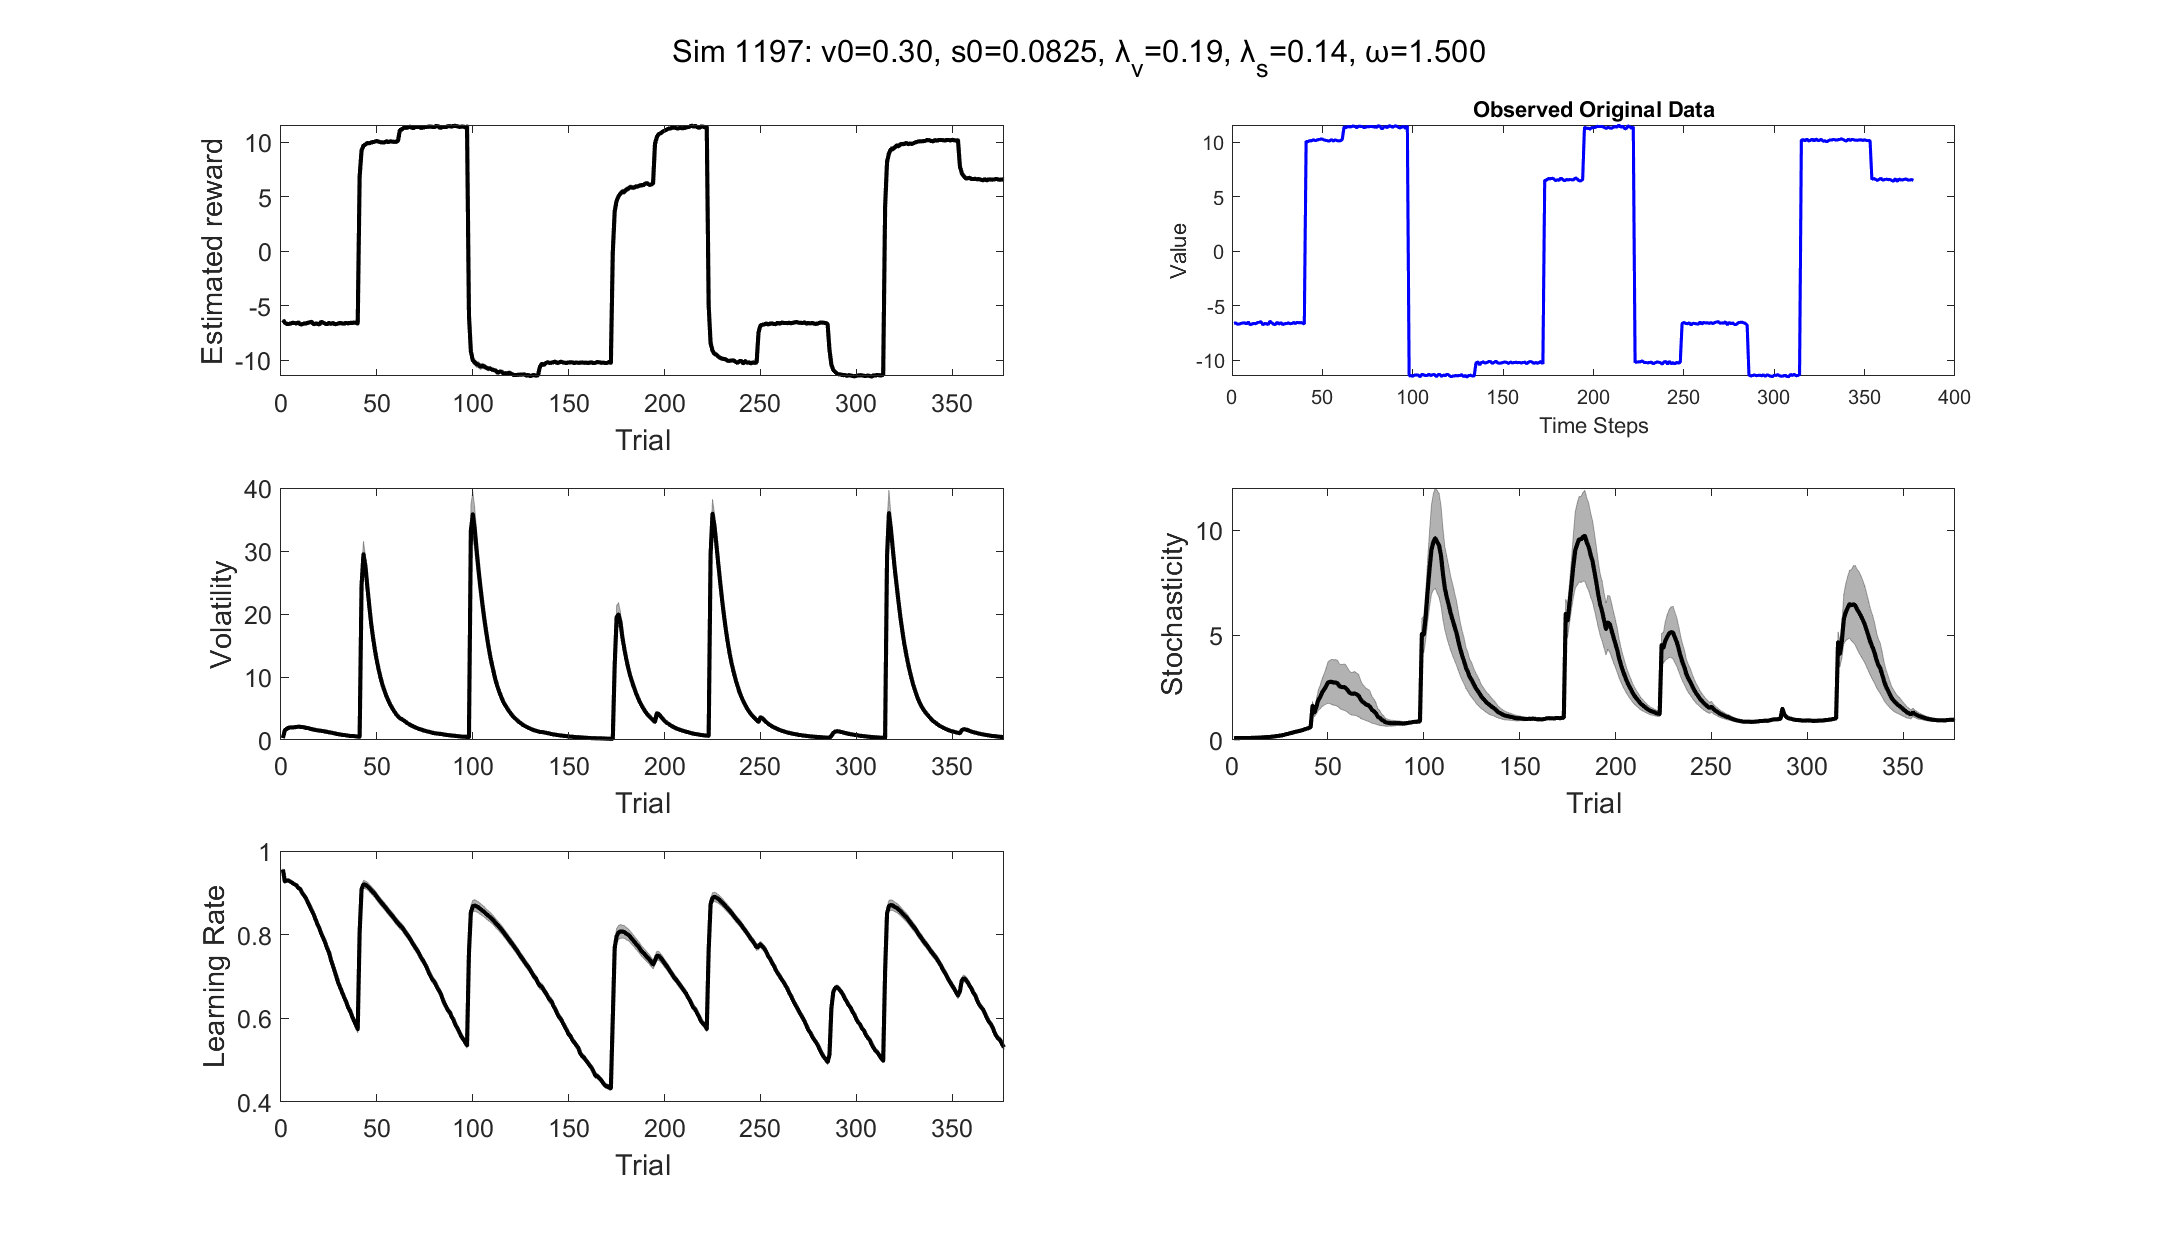 Sim 1197: v0=0.30, s0=0.0825, λ_v=0.19, λ_s=0.14, ω=1.500
Estimated reward
10
5
0
-5
-10
0 50 100 150 200 250 300 350
Trial
Observed Original Data
Value
10
5
0
-5
-10
0 50 100 150 200 250 300 350 400
Time Steps
Volatility
40
30
20
10
0
0 50 100 150 200 250 300 350
Trial
Stochasticity
10
5
0
0 50 100 150 200 250 300 350
Trial
Learning Rate
1
0.8
0.6
0.4
0 50 100 150 200 250 300 350
Trial